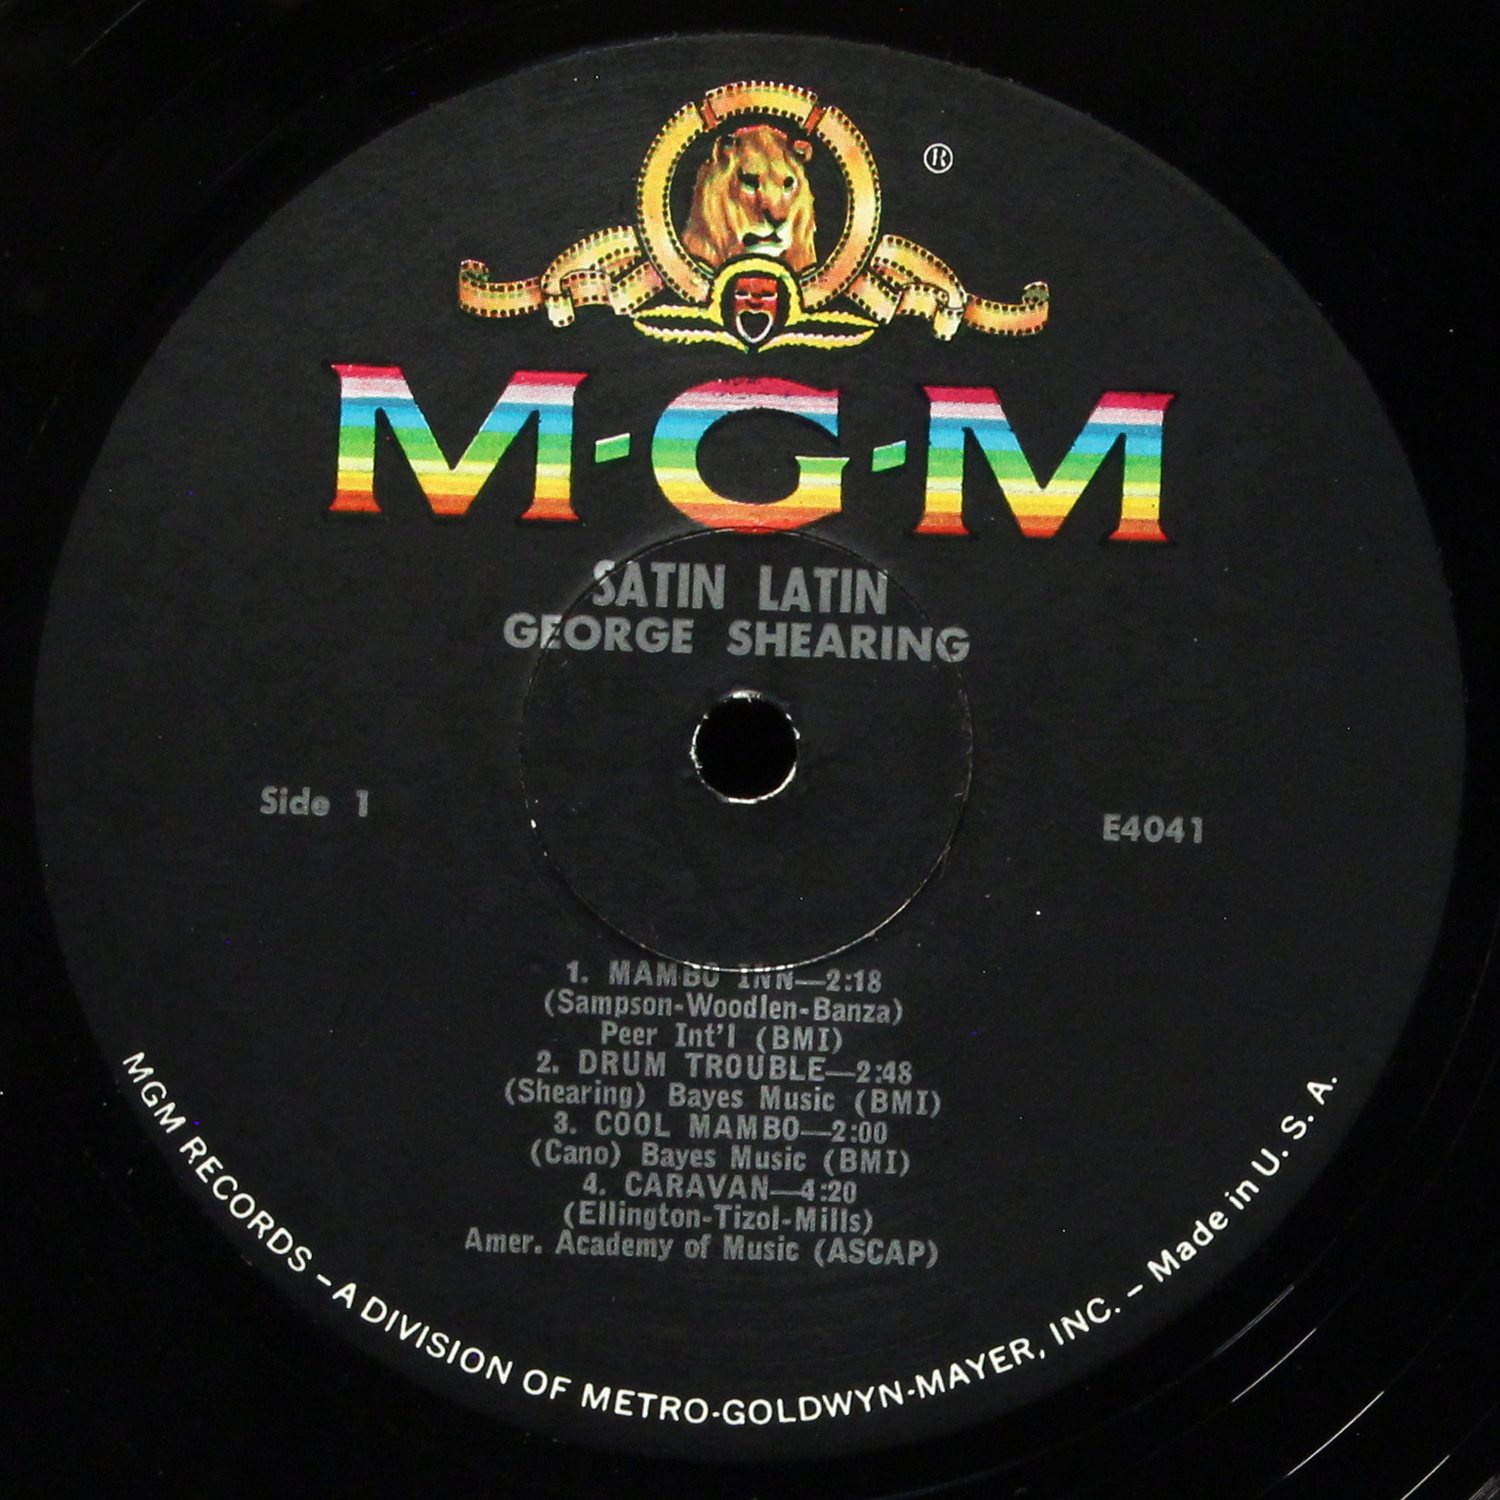 ®
M-G-M
SATIN LATIN
GEORGE SHEARING
Side 1
E4041
1. MAMBO INN—2:18
(Sampson-Woodlen-Banza)
Peer Int'l (BMI)
2. DRUM TROUBLE—2:48
(Shearing) Bayes Music (BMI)
3. COOL MAMBO—2:00
(Cano) Bayes Music (BMI)
4. CARAVAN—4:20
(Ellington-Tizol-Mills)
Amer. Academy of Music (ASCAP)
MGM RECORDS – A DIVISION OF METRO-GOLDWYN-MAYER, INC. – Made in U. S. A.